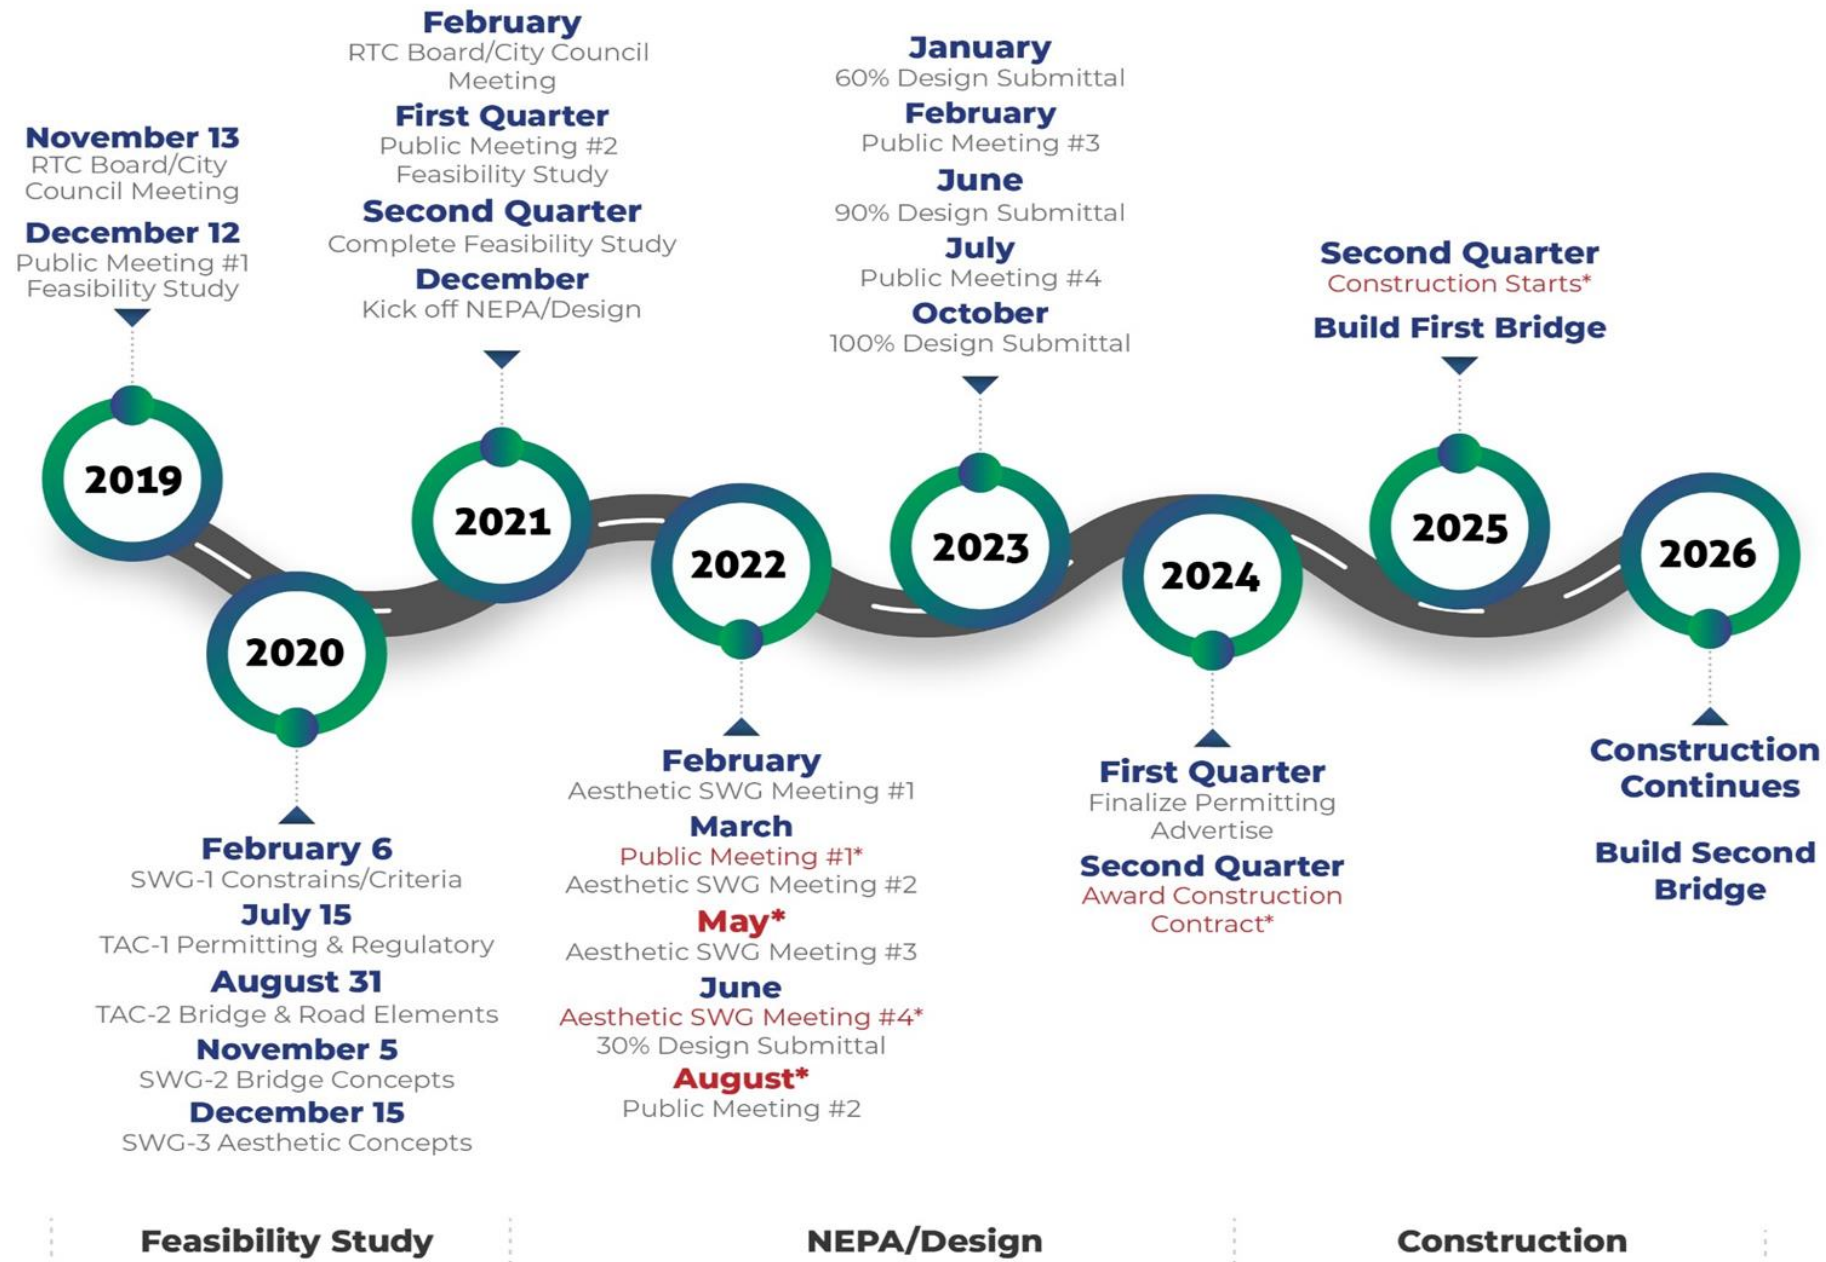 November 13
RTC Board/City
Council Meeting
December 12
Public Meeting #1
Feasibility Study
2019
2020
February 6
SWG-1 Constrains/Criteria
July 15
TAC-1 Permitting & Regulatory
August 31
TAC-2 Bridge & Road Elements
November 5
SWG-2 Bridge Concepts
December 15
SWG-3 Aesthetic Concepts
February
RTC Board/City Council
Meeting
First Quarter
Public Meeting #2
Feasibility Study
Second Quarter
Complete Feasibility Study
December
Kick off NEPA/Design
2021
2022
February
Aesthetic SWG Meeting #1
March
Public Meeting #1*
Aesthetic SWG Meeting #2
May*
Aesthetic SWG Meeting #3
June
Aesthetic SWG Meeting #4*
30% Design Submittal
August*
Public Meeting #2
January
60% Design Submittal
February
Public Meeting #3
June
90% Design Submittal
July
Public Meeting #4
October
100% Design Submittal
2023
2024
First Quarter
Finalize Permitting
Advertise
Second Quarter
Award Construction
Contract*
Second Quarter
Construction Starts*
Build First Bridge
2025
2026
Construction
Continues
Build Second
Bridge
Feasibility Study
NEPA/Design
Construction